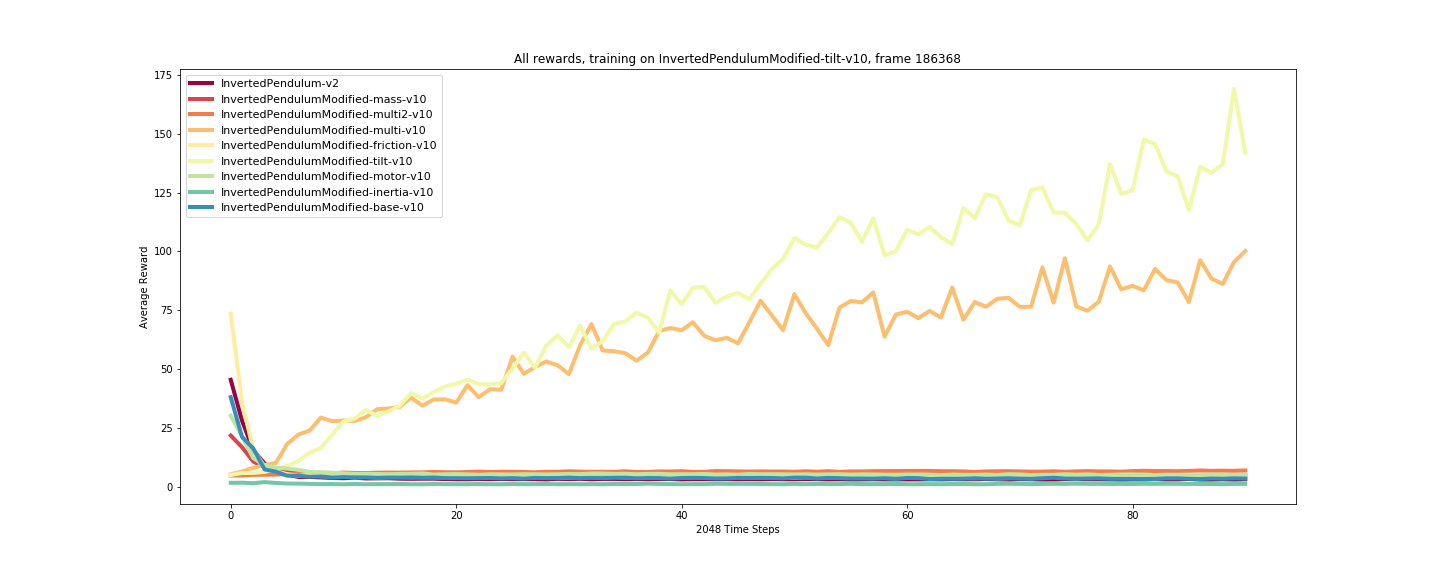 All rewards, training on InvertedPendulumModified-tilt-v10, frame 186368
175
150
125
100
75
50
25
0
Average Reward
InvertedPendulum-v2
InvertedPendulumModified-mass-v10
InvertedPendulumModified-multi2-v10
InvertedPendulumModified-multi-v10
InvertedPendulumModified-friction-v10
InvertedPendulumModified-tilt-v10
InvertedPendulumModified-motor-v10
InvertedPendulumModified-inertia-v10
InvertedPendulumModified-base-v10
0 20 40 60 80
2048 Time Steps